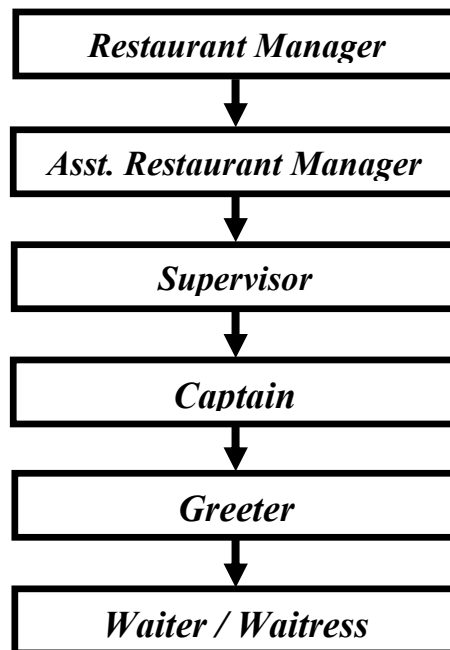 Restaurant Manager
Asst. Restaurant Manager
Supervisor
Captain
Greeter
Waiter / Waitress